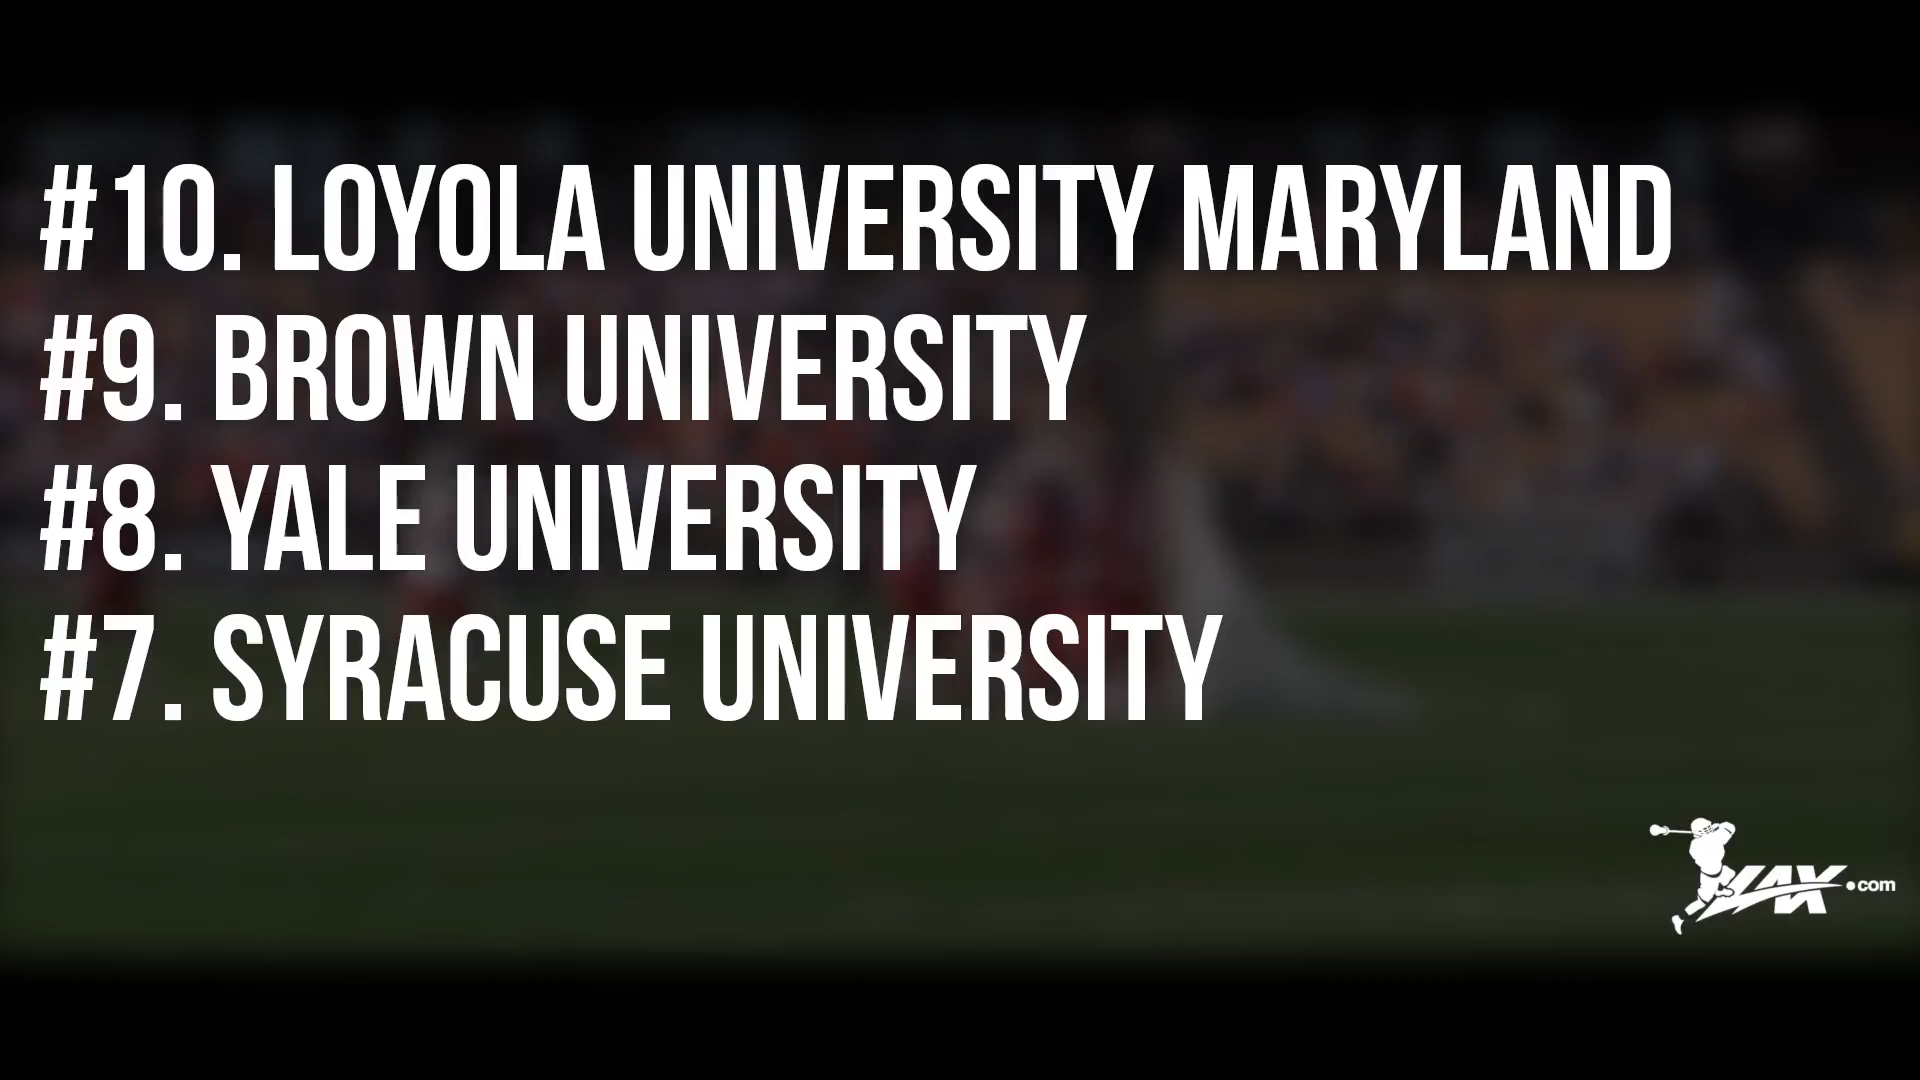 #10. LOYOLA UNIVERSITY MARYLAND
#9. BROWN UNIVERSITY
#8. YALE UNIVERSITY
#7. SYRACUSE UNIVERSITY
LAX.com